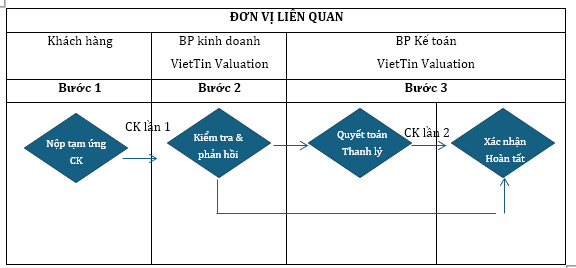 ĐƠN VỊ LIÊN QUAN
Khách hàng
BP kinh doanh
VietTin Valuation
BP Kế toán
VietTin Valuation
Bước 1
Bước 2
Bước 3
Nộp tạm ứng
CK
CK lần 1
Kiểm tra &
phản hồi
Quyết toán
Thanh lý
CK lần 2
Xác nhận
Hoàn tất